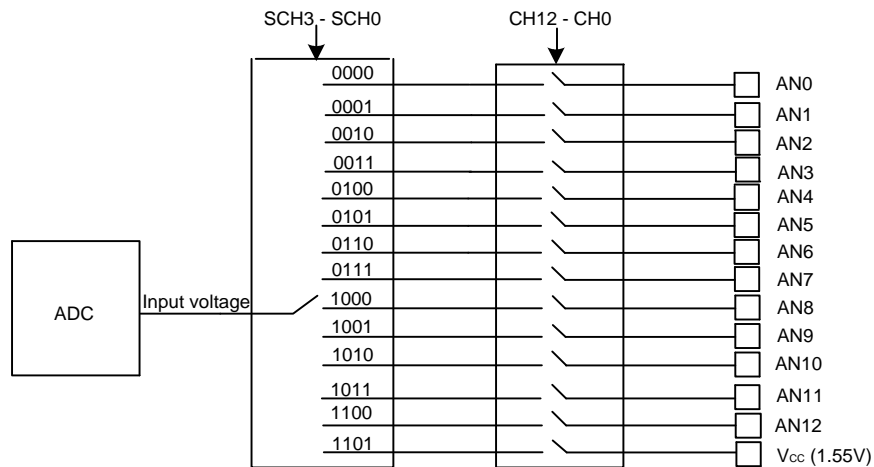 SCH3 - SCH0 CH12 - CH0
0000 AN0
0001 AN1
0010 AN2
0011 AN3
0100 AN4
0101 AN5
0110 AN6
0111 AN7
Input voltage 1000 AN8
ADC
1001 AN9
1010 AN10
1011 AN11
1100 AN12
1101 Vcc (1.55V)